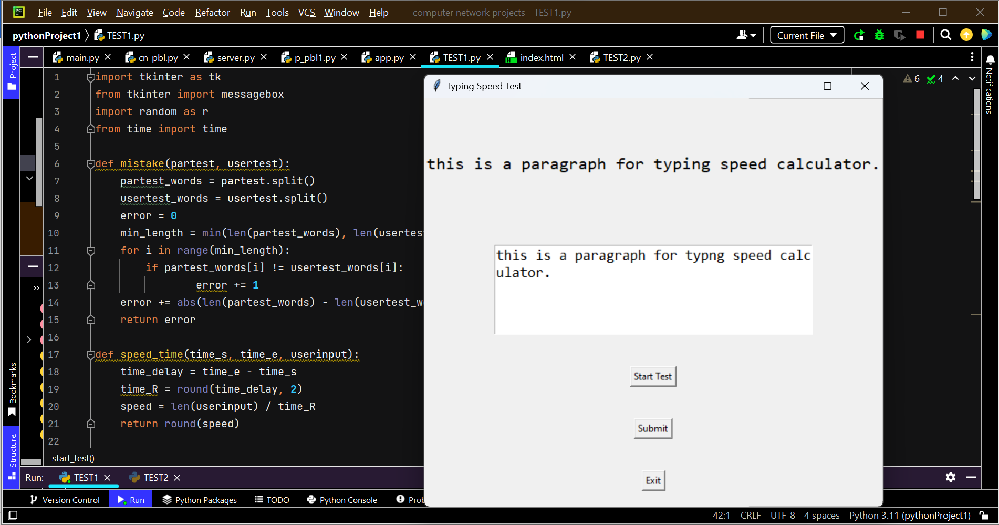 PC File Edit View Navigate Code Refactor Run Tools VCS Window Help computer network projects - TEST1.py
pythonProject1 TEST1.py Current File
Project
main.py cn-pbl.py server.py p_pbl1.py app.py TEST1.py index.html TEST2.py
Notifications
6 4
1 import tkinter as tk
2 from tkinter import messagebox
3 import random as r
4 from time import time
5
6 def mistake(partest, usertest):
7 partest_words = partest.split()
8 usertest_words = usertest.split()
9 error = 0
10 min_length = min(len(partest_words), len(usertes
11 for i in range(min_length):
12 if partest_words[i] != usertest_words[i]:
13 error += 1
14 error += abs(len(partest_words) - len(usertest_w
15 return error
16
17 def speed_time(time_s, time_e, userinput):
18 time_delay = time_e - time_s
19 time_R = round(time_delay, 2)
20 speed = len(userinput) / time_R
21 return round(speed)
22
start_test()
Typing Speed Test
this is a paragraph for typing speed calculator.
this is a paragraph for typng speed calc
ulator.
Start Test
Submit
Exit
Bookmarks
Structure
Run: TEST1 TEST2
Version Control Run Python Packages TODO Python Console Prob
42:1 CRLF UTF-8 4 spaces Python 3.11 (pythonProject1)